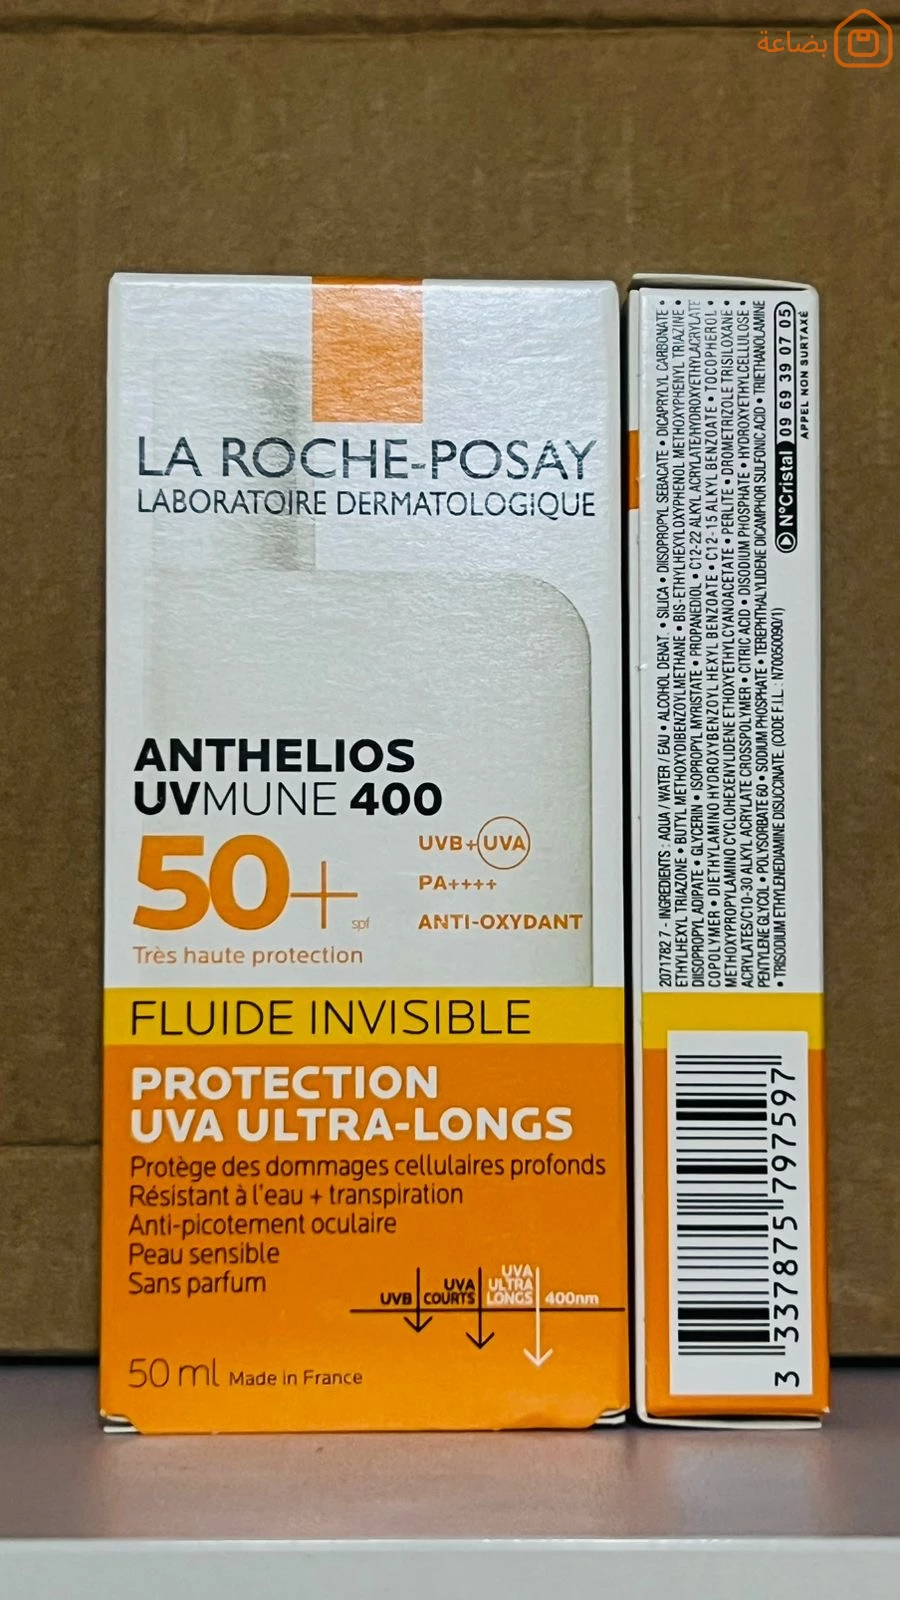 بضاعة
LA ROCHE-POSAY
LABORATOIRE DERMATOLOGIQUE
ANTHELIOS
UVMUNE 400
50+ spf
Très haute protection
UVB+UVA
PA++++
ANTI-OXYDANT
FLUIDE INVISIBLE
PROTECTION
UVA ULTRA-LONGS
Protège des dommages cellulaires profonds
Résistant à l'eau + transpiration
Anti-picotement oculaire
Peau sensible
Sans parfum
UVB
UVA COURTS
UVA ULTRA LONGS
400nm
50 ml Made in France
2071782 7 - INGREDIENTS : AQUA / WATER / EAU • ALCOHOL DENAT. • SILICA • DIISOPROPYL SEBACATE • DICAPRYLYL CARBONATE •
ETHYLHEXYL TRIAZONE • BUTYL METHOXYDIBENZOYLMETHANE • BIS-ETHYLHEXYLOXYPHENOL METHOXYPHENYL TRIAZINE •
DIISOPROPYL ADIPATE • GLYCERIN • ISOPROPYL MYRISTATE • PROPANEDIOL • C12-22 ALKYL ACRYLATE/HYDROXYETHYLACRYLATE
COPOLYMER • DIETHYLAMINO HYDROXYBENZOYL HEXYL BENZOATE • C12-15 ALKYL BENZOATE • TOCOPHEROL •
METHOXYPROPYLAMINO CYCLOHEXENYLIDENE ETHOXYETHYLCYANOACETATE • PERLITE • DROMETRIZOLE TRISILOXANE •
ACRYLATES/C10-30 ALKYL ACRYLATE CROSSPOLYMER • CITRIC ACID • DISODIUM PHOSPHATE • HYDROXYETHYLCELLULOSE •
PENTYLENE GLYCOL • POLYSORBATE 60 • SODIUM PHOSPHATE • TEREPHTHALYLIDENE DICAMPHOR SULFONIC ACID • TRIETHANOLAMINE
• TRISODIUM ETHYLENEDIAMINE DISUCCINATE. (CODE F.I.L. : N70050090/1)
N°Cristal 09 69 39 07 05
APPEL NON SURTAXÉ
3 337875 797597